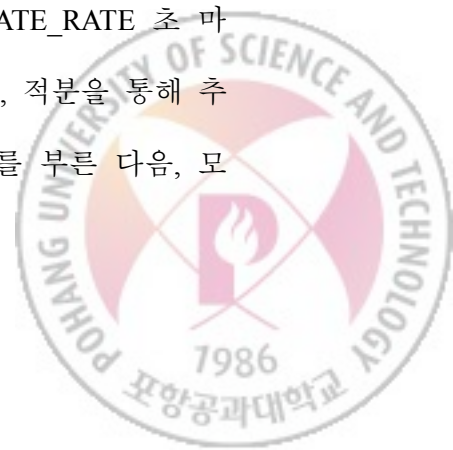 ATE_RATE 초 마
, 적분을 통해 추
를 부른 다음, 모
POHANG UNIVERSITY OF SCIENCE AND TECHNOLOGY
1986
포항공과대학교